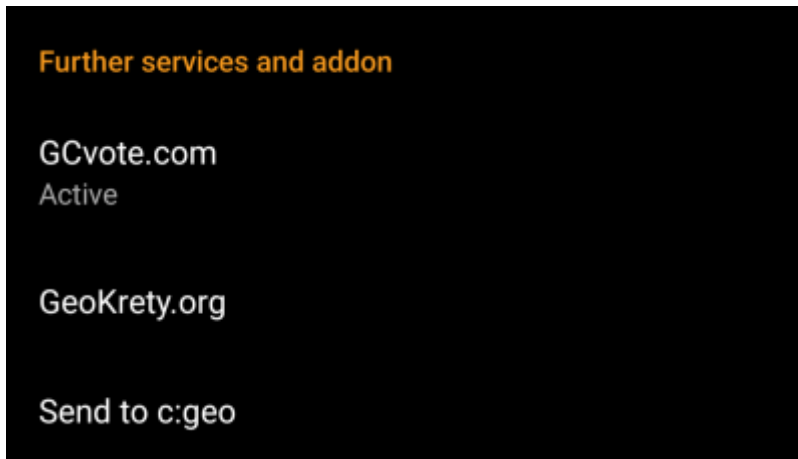 Further services and addon
GCvote.com
Active
GeoKrety.org
Send to c:geo